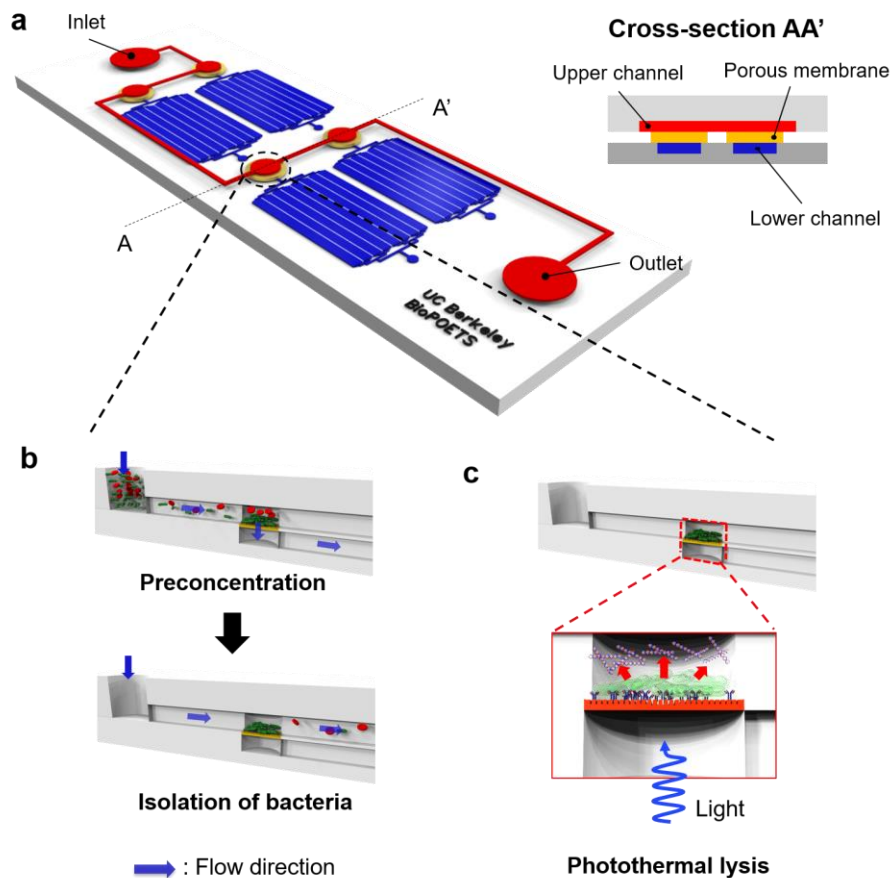 a
Inlet
A'
A
Outlet
UC Berkeley
BioPOETS
Cross-section AA’
Upper channel
Porous membrane
Lower channel
b
Preconcentration
Isolation of bacteria
: Flow direction
c
Light
Photothermal lysis